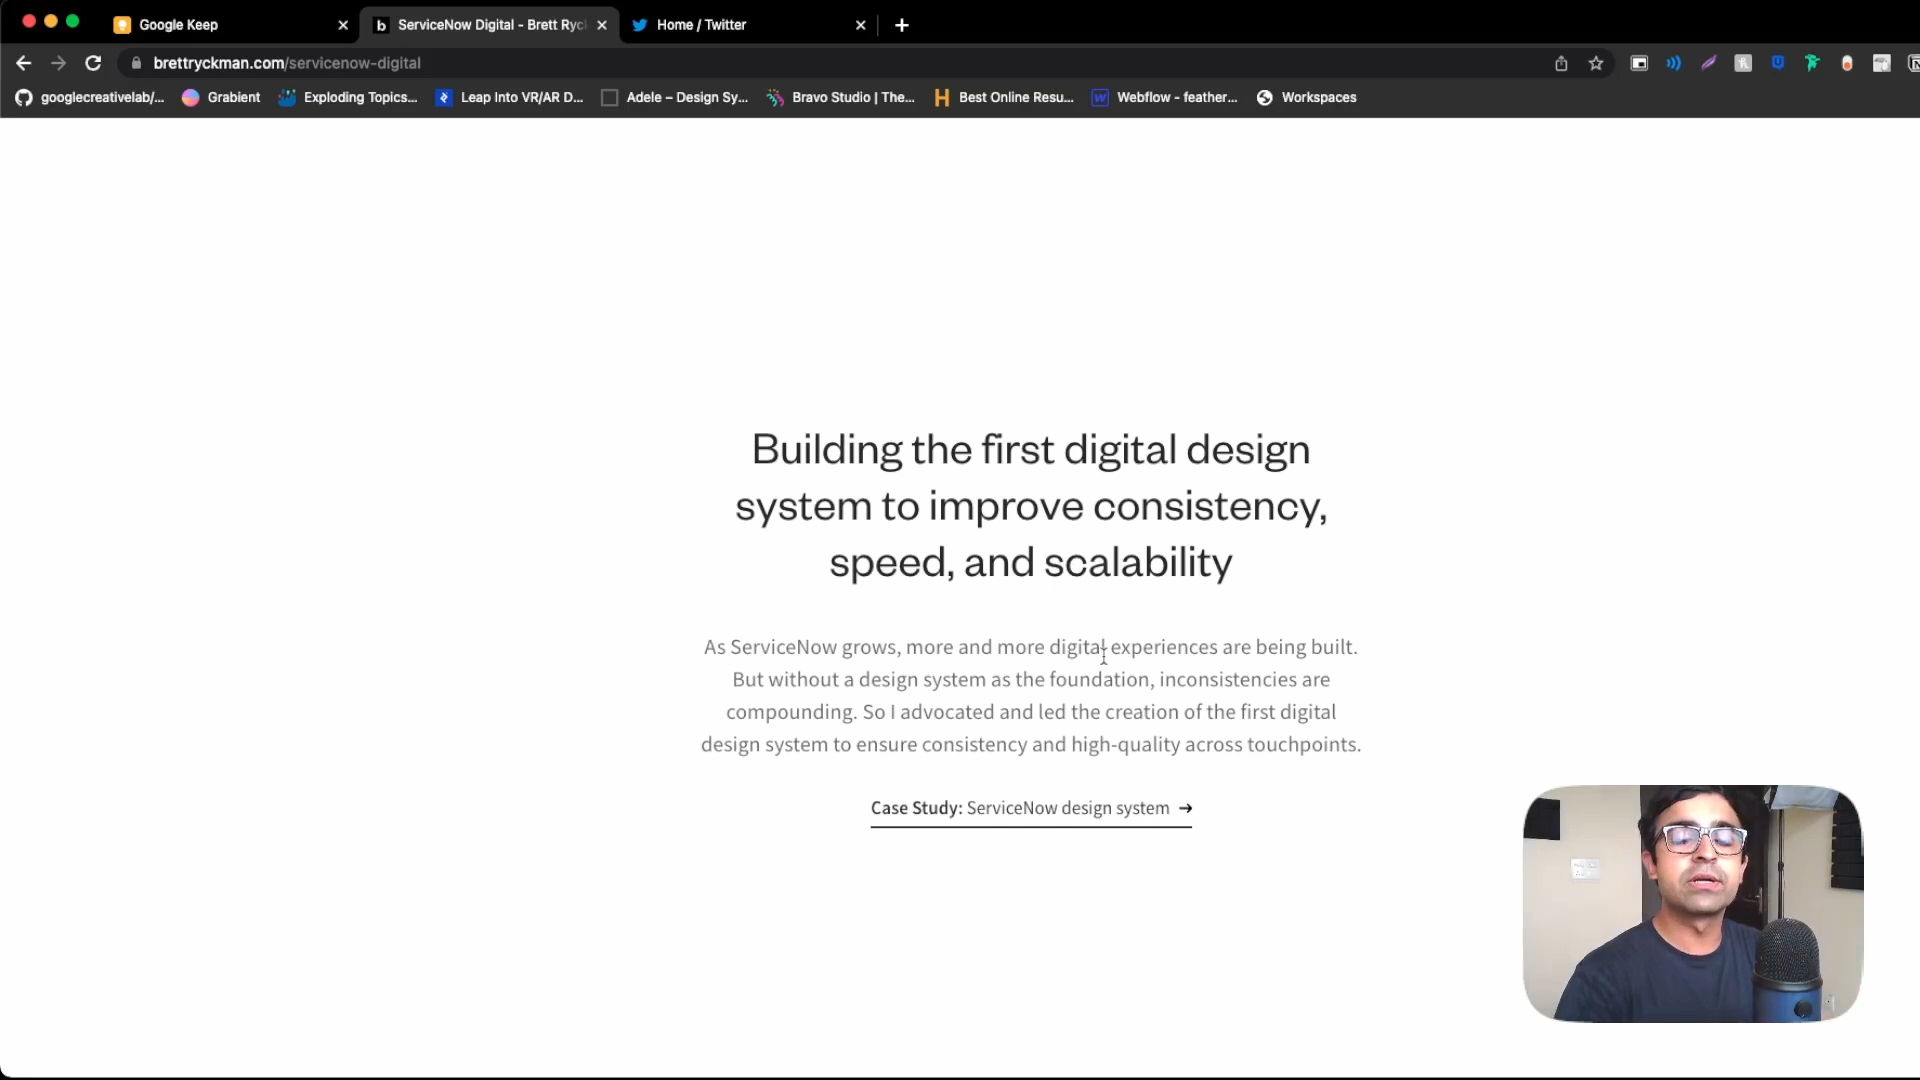 Google Keep
ServiceNow Digital - Brett Ryc
Home / Twitter
brettryckman.com/servicenow-digital
googlecreativelab/...
Grabient
Exploding Topics...
Leap Into VR/AR D...
Adele – Design Sy...
Bravo Studio | The...
Best Online Resu...
Webflow - feather...
Workspaces
Building the first digital design
system to improve consistency,
speed, and scalability
As ServiceNow grows, more and more digital experiences are being built.
But without a design system as the foundation, inconsistencies are
compounding. So I advocated and led the creation of the first digital
design system to ensure consistency and high-quality across touchpoints.
Case Study: ServiceNow design system →